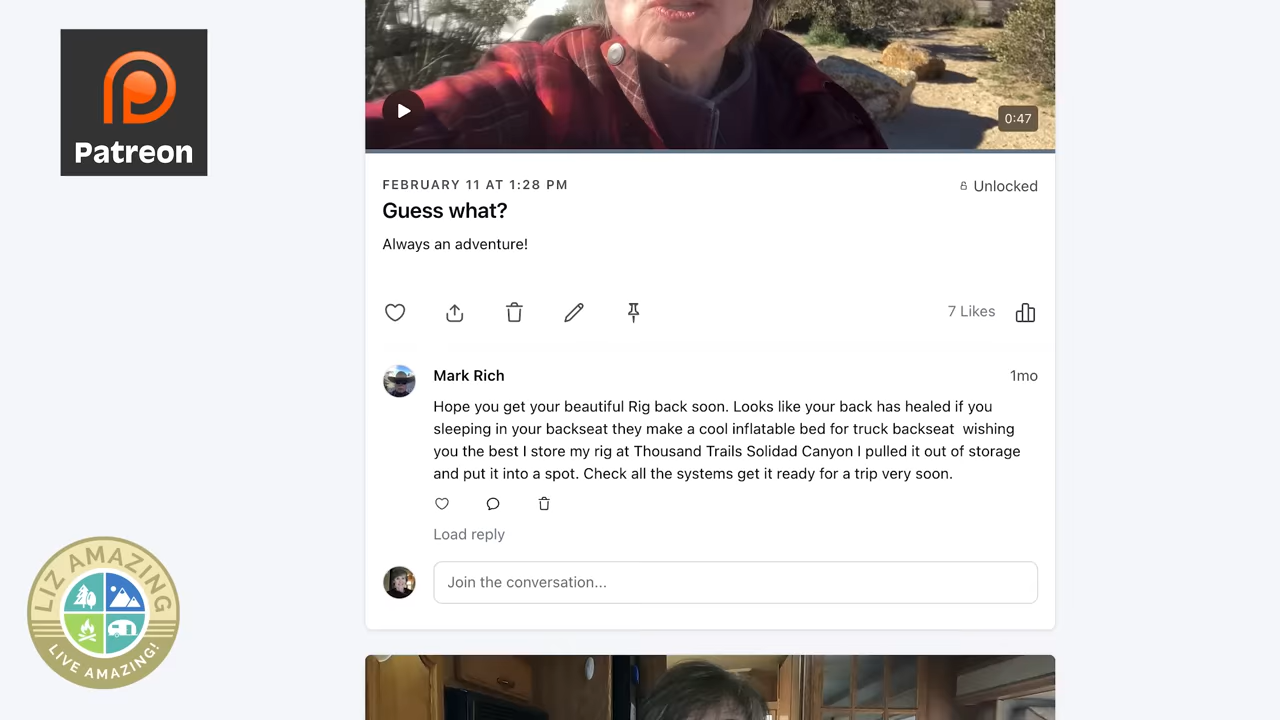 Patreon
0:47
FEBRUARY 11 AT 1:28 PM
Unlocked
Guess what?
Always an adventure!
7 Likes
Mark Rich
1mo
Hope you get your beautiful Rig back soon. Looks like your back has healed if you
sleeping in your backseat they make a cool inflatable bed for truck backseat  wishing
you the best I store my rig at Thousand Trails Solidad Canyon I pulled it out of storage
and put it into a spot. Check all the systems get it ready for a trip very soon.
Load reply
Join the conversation...
LIZ AMAZING
LIVE AMAZING!